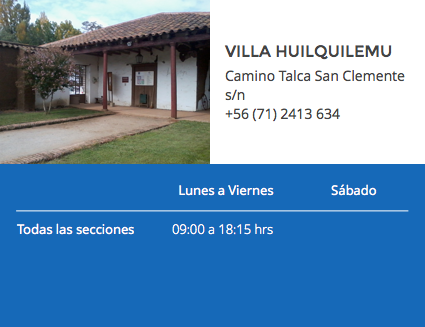 VILLA HUILQUILEMU
Camino Talca San Clemente
s/n
+56 (71) 2413 634
Lunes a Viernes Sábado
Todas las secciones 09:00 a 18:15 hrs